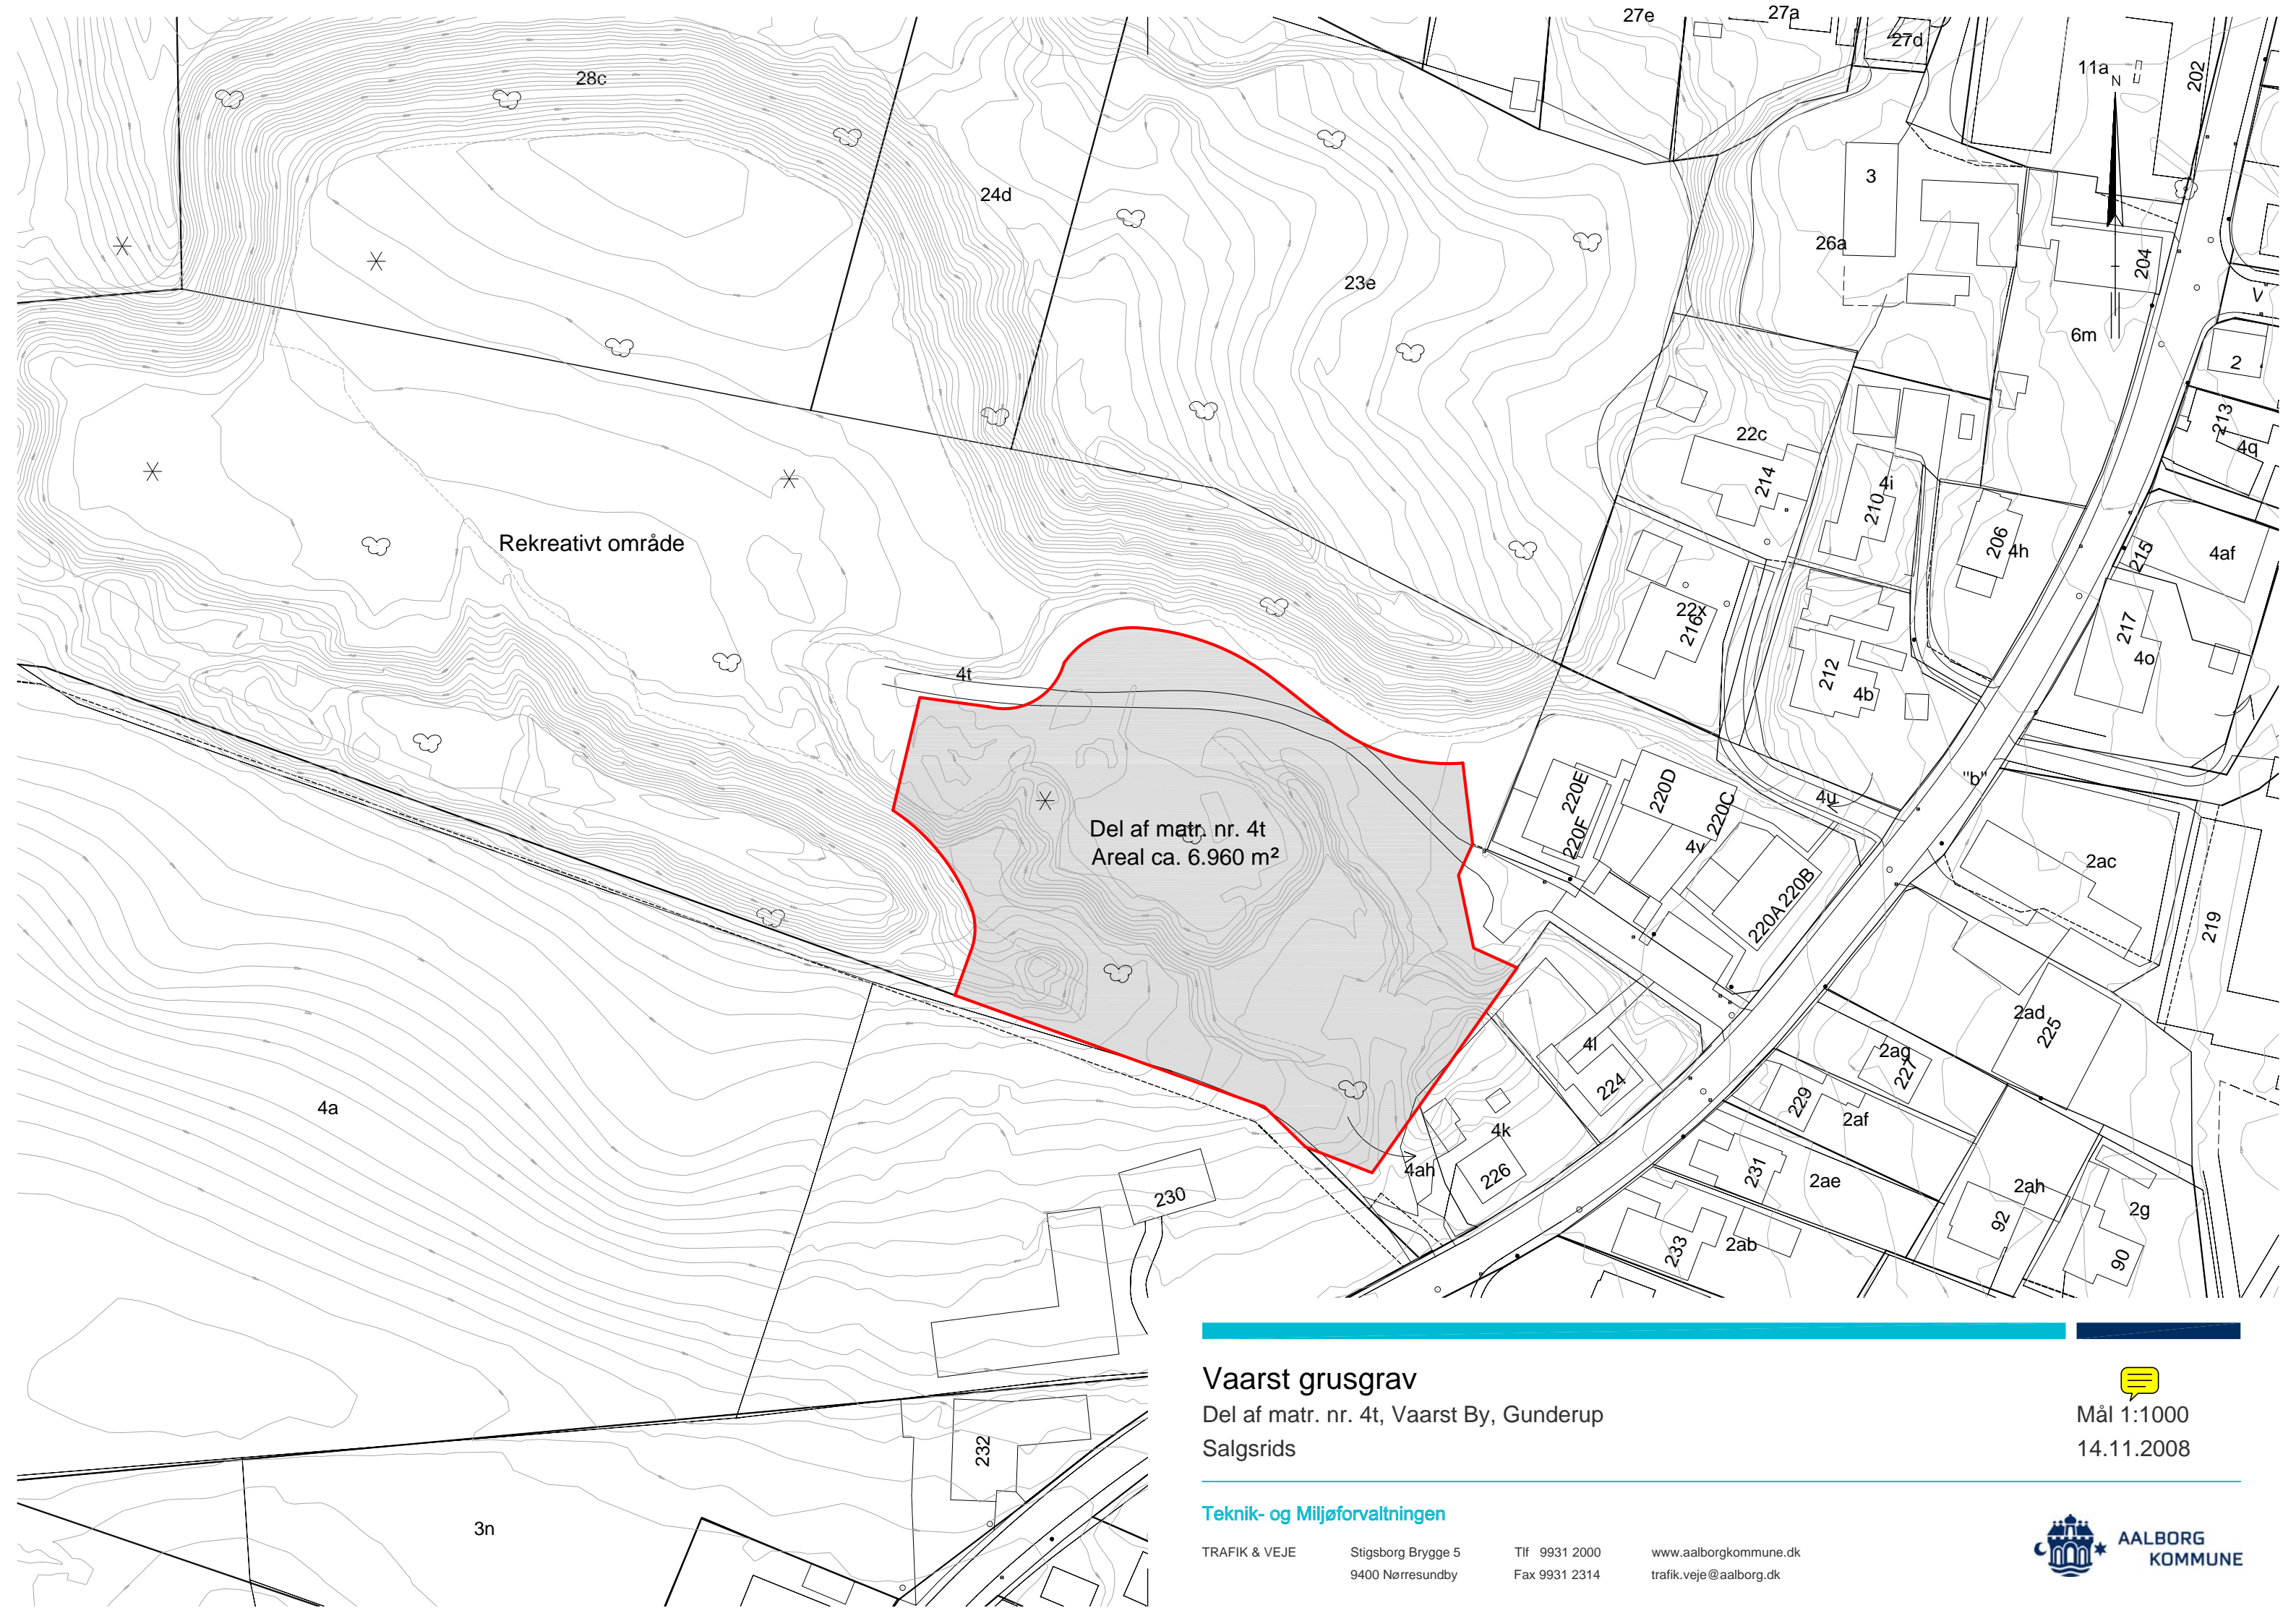 27e
27a
27d
28c
11a
N
202
3
24d
26a
204
23e
V
6m
2
213
22c
4q
214
4i
210
Rekreativt område
206
4h
215
4af
22x
216
217
4o
4t
212
4b
"b"
220E
220D
220C
4u
Del af matr. nr. 4t
Areal ca. 6.960 m²
220F
4v
2ac
220A
220B
219
2ad
225
4l
2ag
224
227
4a
229
2af
4k
4ah
226
231
2ae
2ah
230
92
2g
233
2ab
90
232
3n
Vaarst grusgrav
Del af matr. nr. 4t, Vaarst By, Gunderup
Mål 1:1000
Salgsrids
14.11.2008
Teknik- og Miljøforvaltningen
TRAFIK & VEJE Stigsborg Brygge 5 Tlf 9931 2000 www.aalborgkommune.dk
9400 Nørresundby Fax 9931 2314 trafik.veje@aalborg.dk
AALBORG
KOMMUNE